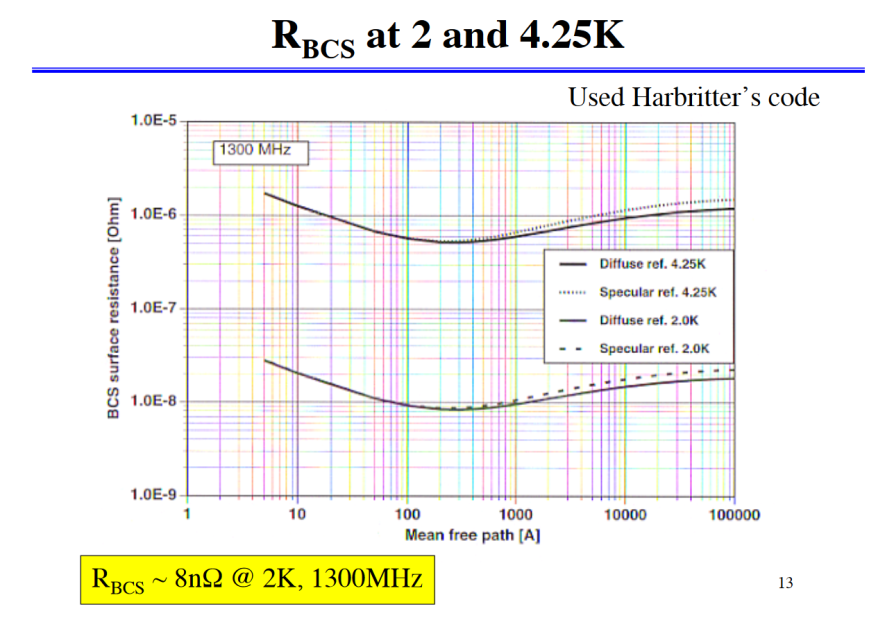 R_BCS at 2 and 4.25K
Used Harbritter's code
1300 MHz
1.0E-5
1.0E-6
1.0E-7
1.0E-8
1.0E-9
BCS surface resistance [Ohm]
Diffuse ref. 4.25K
Specular ref. 4.25K
Diffuse ref. 2.0K
Specular ref. 2.0K
1 10 100 1000 10000 100000
Mean free path [A]
R_BCS ~ 8nΩ @ 2K, 1300MHz
13